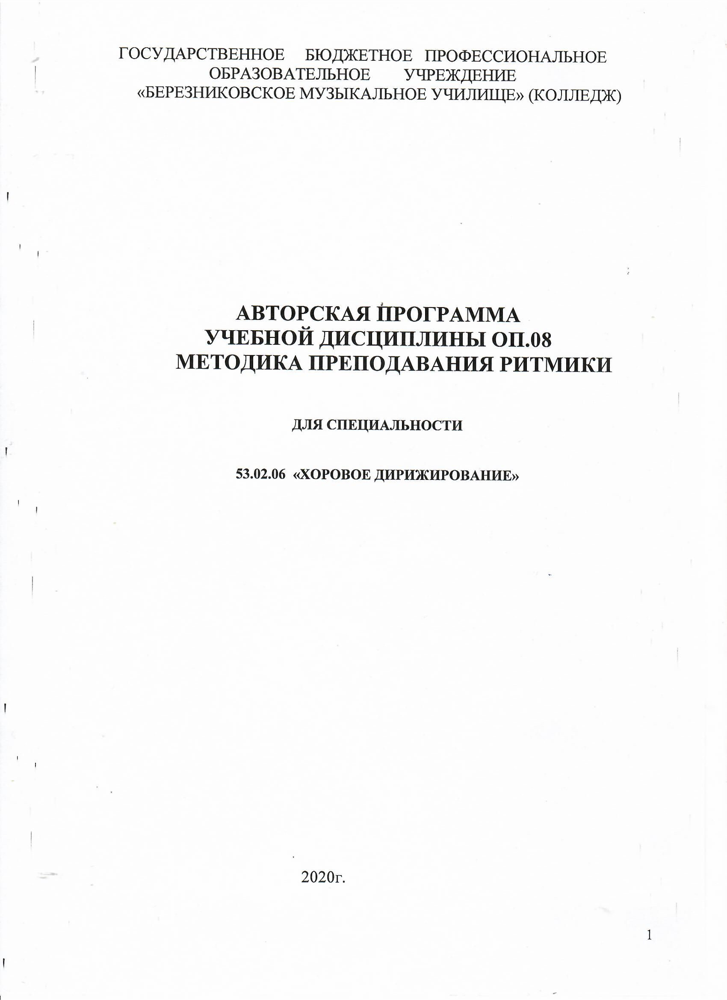 ГОСУДАРСТВЕННОЕ БЮДЖЕТНОЕ ПРОФЕССИОНАЛЬНОЕ
ОБРАЗОВАТЕЛЬНОЕ УЧРЕЖДЕНИЕ
«БЕРЕЗНИКОВСКОЕ МУЗЫКАЛЬНОЕ УЧИЛИЩЕ» (КОЛЛЕДЖ)
АВТОРСКАЯ ПРОГРАММА
УЧЕБНОЙ ДИСЦИПЛИНЫ ОП.08
МЕТОДИКА ПРЕПОДАВАНИЯ РИТМИКИ
ДЛЯ СПЕЦИАЛЬНОСТИ
53.02.06 «ХОРОВОЕ ДИРИЖИРОВАНИЕ»
2020г.
1